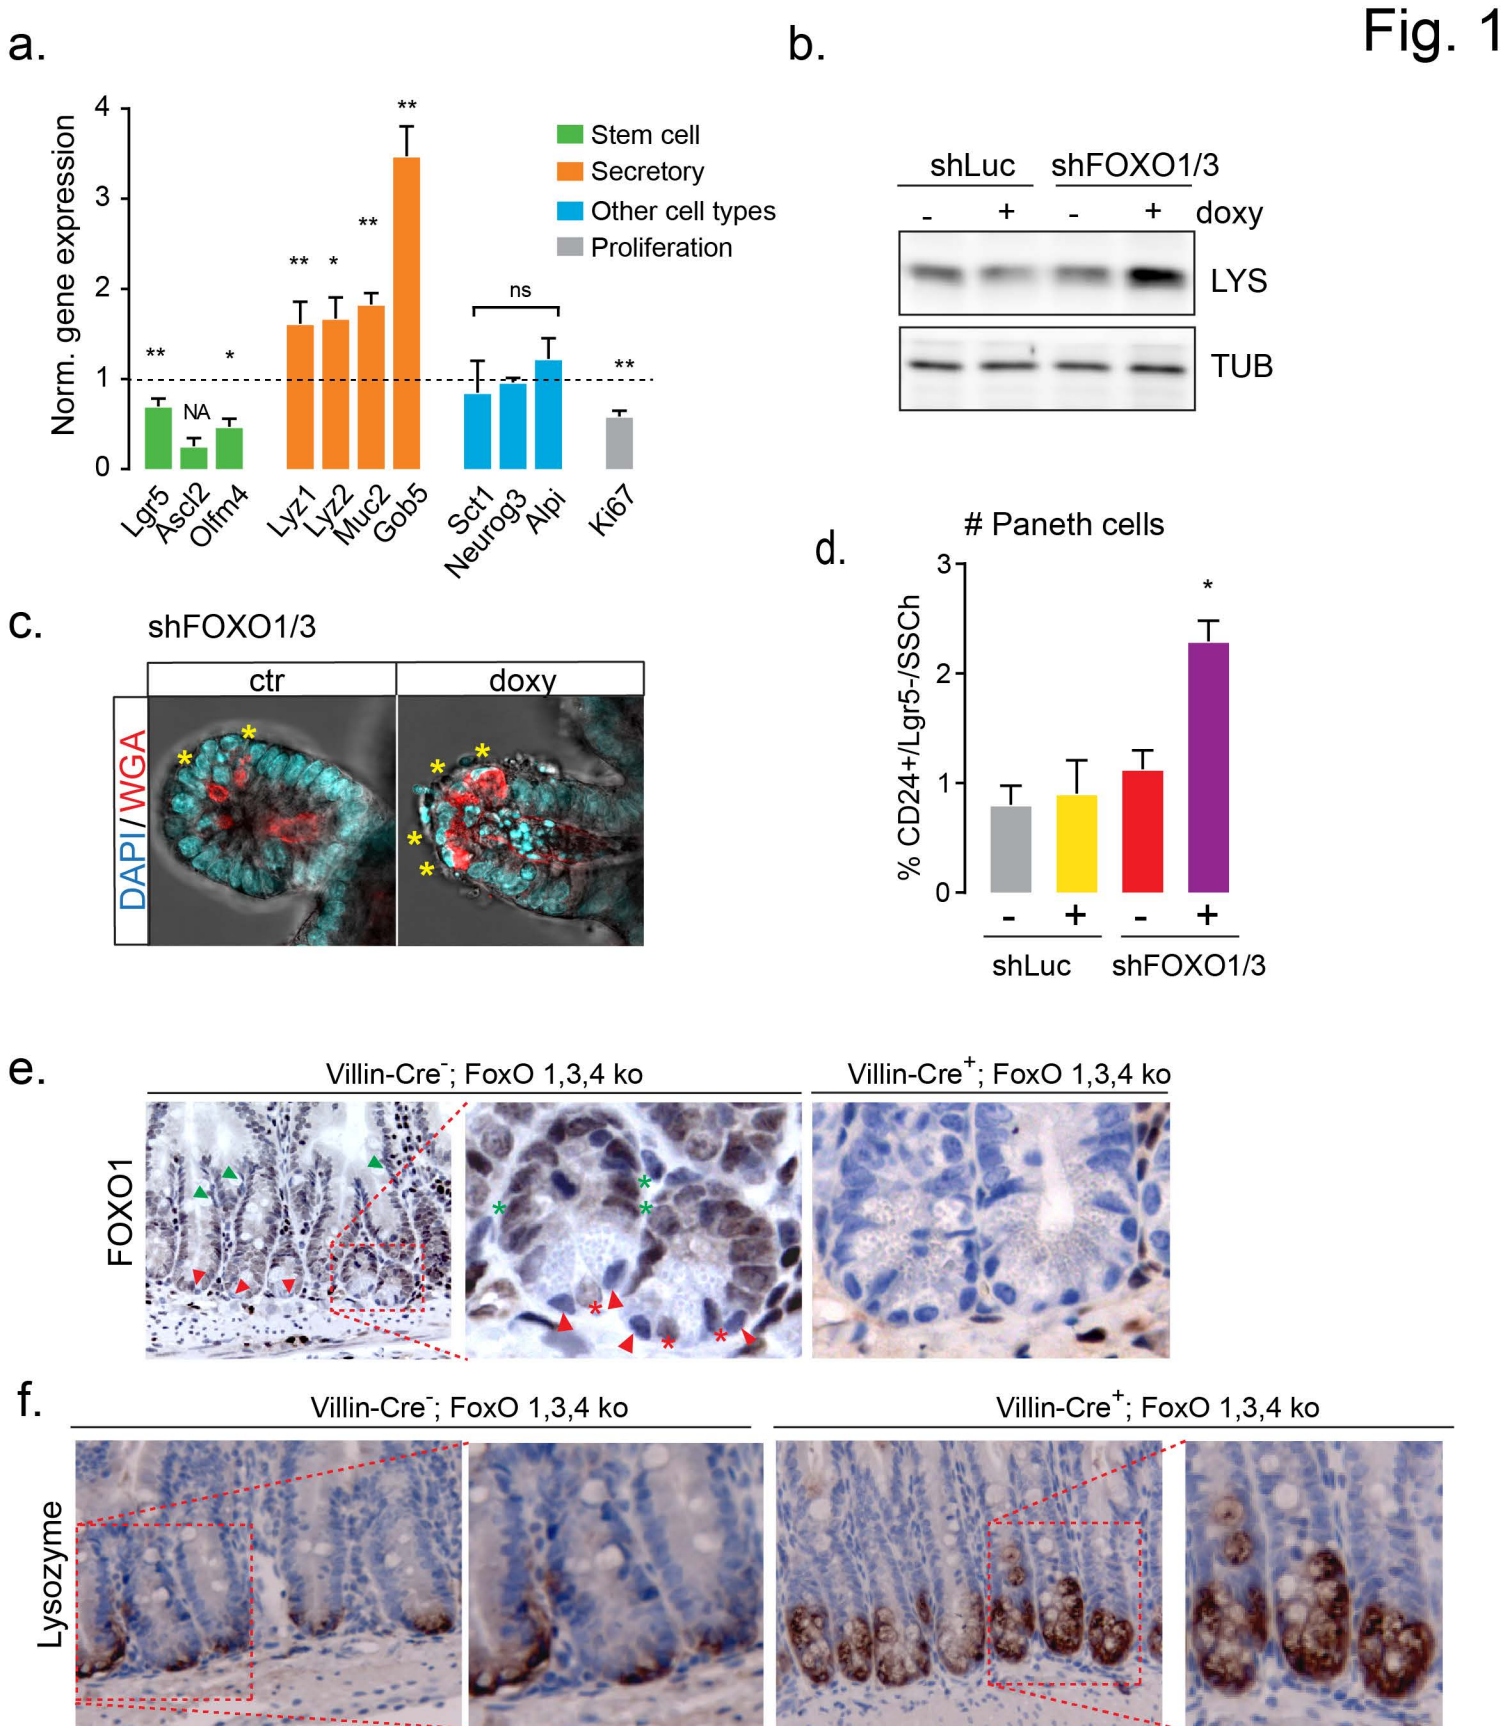 Fig. 1
a.
Norm. gene expression
4
3
2
1
0
**
NA
*
**
*
**
**
ns
**
Stem cell
Secretory
Other cell types
Proliferation
Lgr5
Ascl2
Olfm4
Lyz1
Lyz2
Muc2
Gob5
Sct1
Neurog3
Alpi
Ki67
b.
shLuc shFOXO1/3
- + - + doxy
LYS
TUB
c.
shFOXO1/3
ctr doxy
DAPI/WGA
* * * * * *
d.
# Paneth cells
% CD24+/Lgr5-/SSCh
3
2
1
0
*
- + - +
shLuc shFOXO1/3
e.
Villin-Cre-; FoxO 1,3,4 ko Villin-Cre+; FoxO 1,3,4 ko
FOXO1
* * *
* * *
f.
Villin-Cre-; FoxO 1,3,4 ko Villin-Cre+; FoxO 1,3,4 ko
Lysozyme